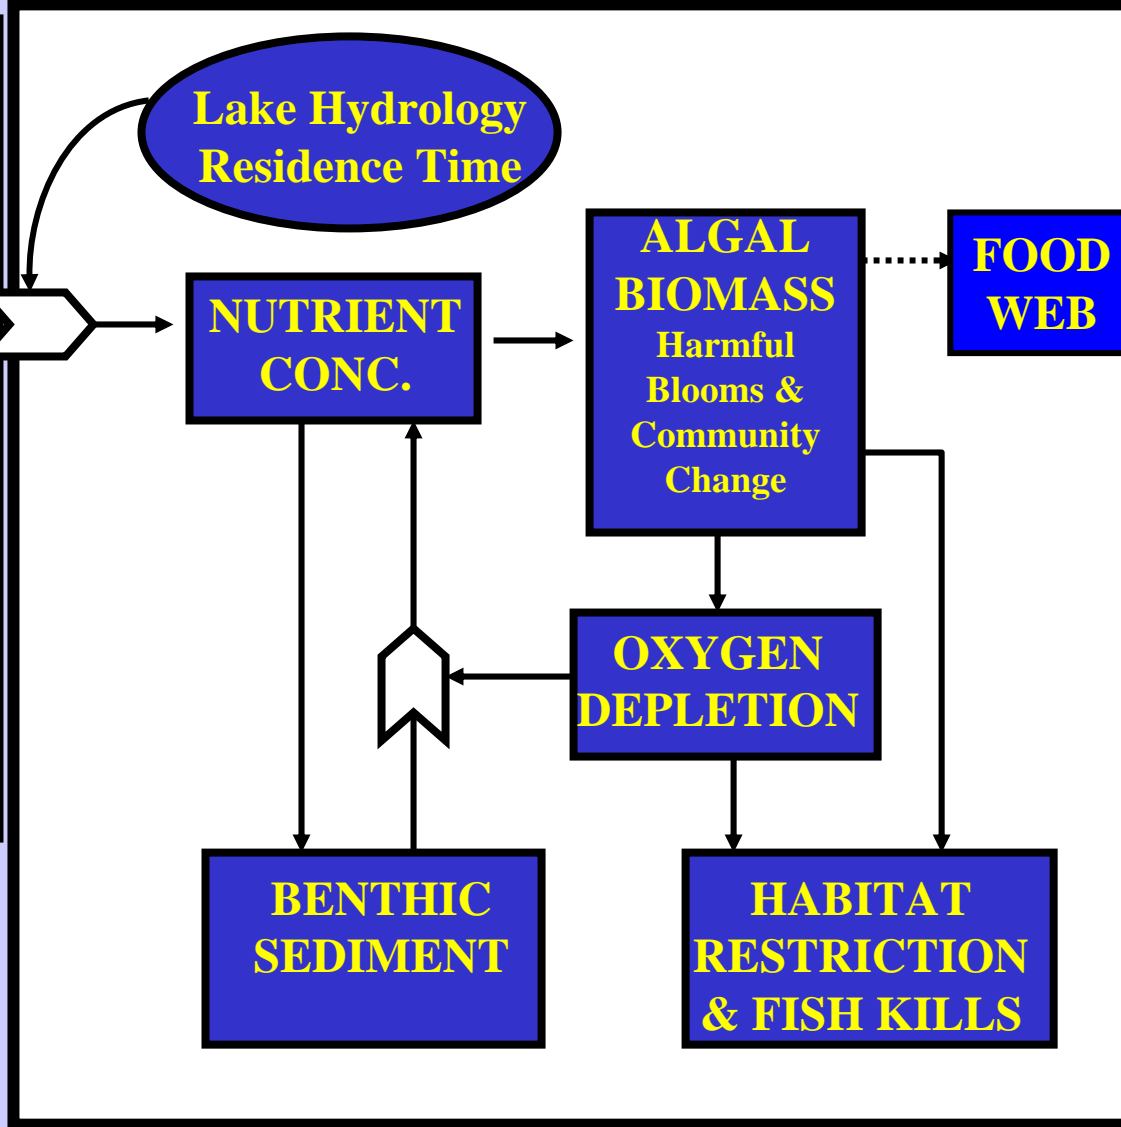 Lake Hydrology
Residence Time
NUTRIENT
CONC.
ALGAL
BIOMASS
Harmful
Blooms &
Community
Change
FOOD
WEB
OXYGEN
DEPLETION
BENTHIC
SEDIMENT
HABITAT
RESTRICTION
& FISH KILLS